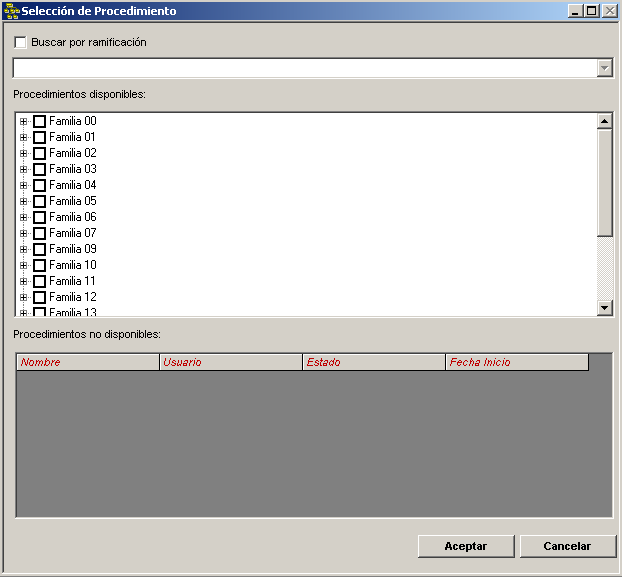 Selección de Procedimiento
Buscar por ramificación
Procedimientos disponibles:
Familia 00
Familia 01
Familia 02
Familia 03
Familia 04
Familia 05
Familia 06
Familia 07
Familia 09
Familia 10
Familia 11
Familia 12
Familia 13
Procedimientos no disponibles:
Nombre Usuario Estado Fecha Inicio
Aceptar Cancelar